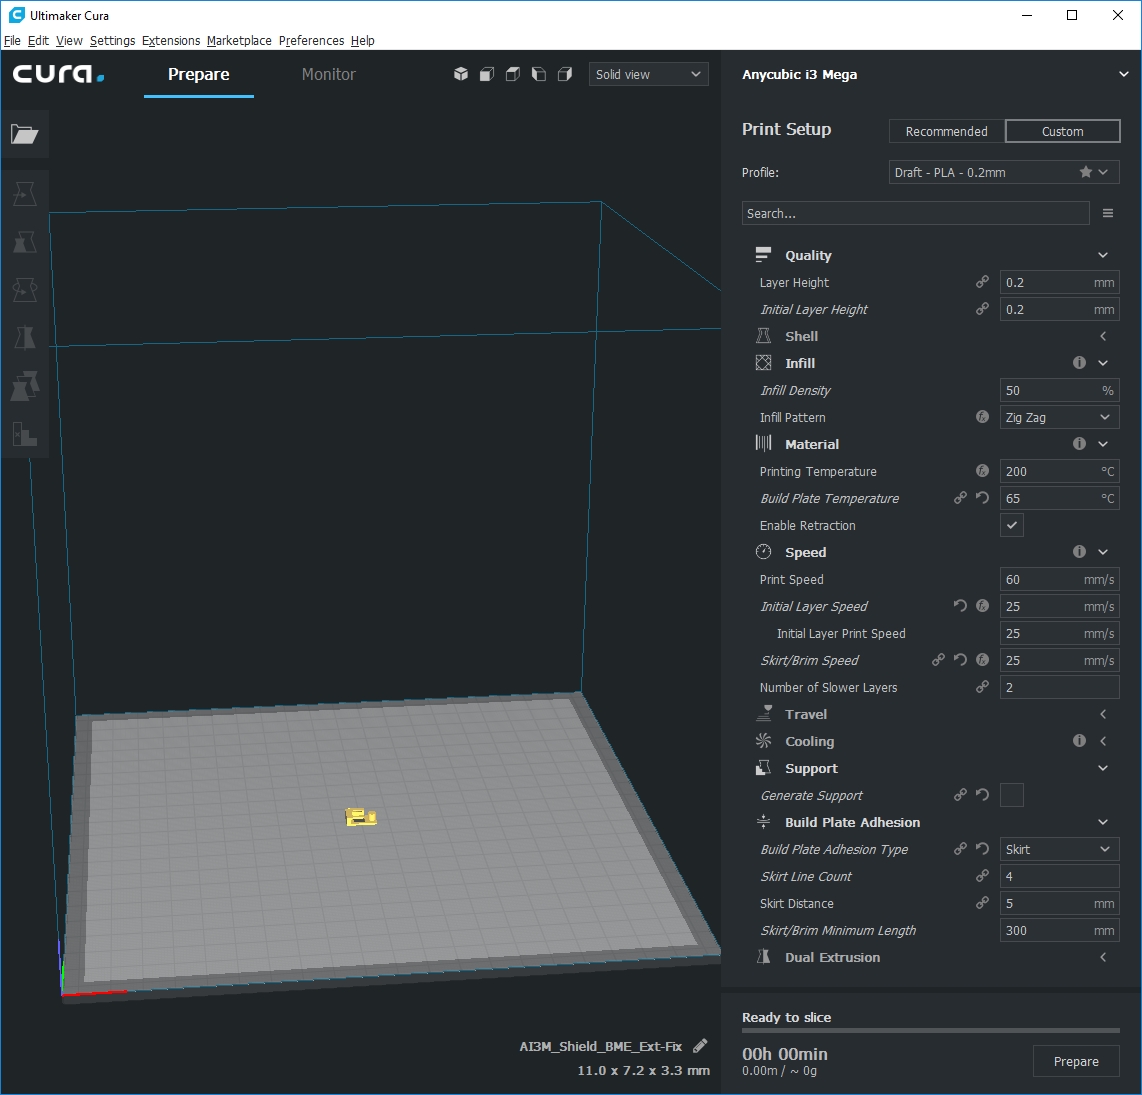 Ultimaker Cura
File Edit View Settings Extensions Marketplace Preferences Help
cura.
Prepare
Monitor
Solid view
Anycubic i3 Mega
Print Setup
Recommended
Custom
Profile:
Draft - PLA - 0.2mm
Search...
Quality
Layer Height 0.2 mm
Initial Layer Height 0.2 mm
Shell
Infill
Infill Density 50 %
Infill Pattern Zig Zag
Material
Printing Temperature 200 °C
Build Plate Temperature 65 °C
Enable Retraction
Speed
Print Speed 60 mm/s
Initial Layer Speed 25 mm/s
Initial Layer Print Speed 25 mm/s
Skirt/Brim Speed 25 mm/s
Number of Slower Layers 2
Travel
Cooling
Support
Generate Support
Build Plate Adhesion
Build Plate Adhesion Type Skirt
Skirt Line Count 4
Skirt Distance 5 mm
Skirt/Brim Minimum Length 300 mm
Dual Extrusion
AI3M_Shield_BME_Ext-Fix
11.0 x 7.2 x 3.3 mm
Ready to slice
00h 00min
0.00m / ~ 0g
Prepare